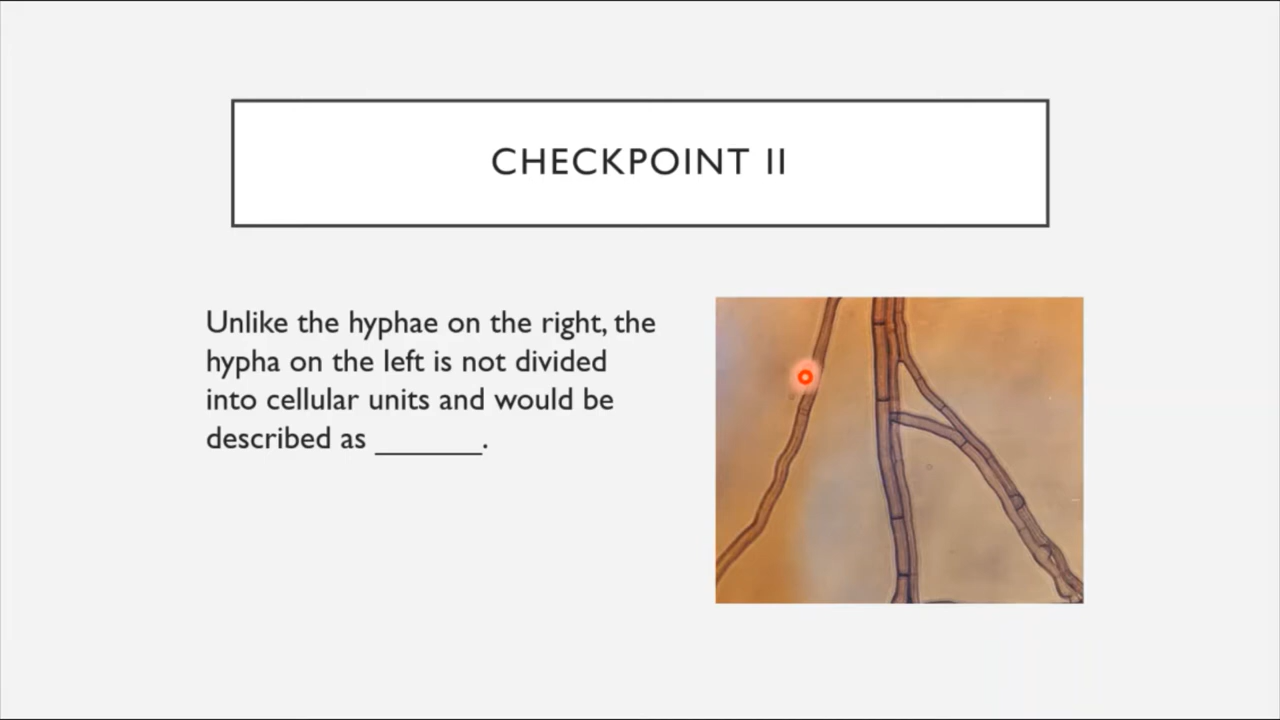 CHECKPOINT II
Unlike the hyphae on the right, the
hypha on the left is not divided
into cellular units and would be
described as _______.